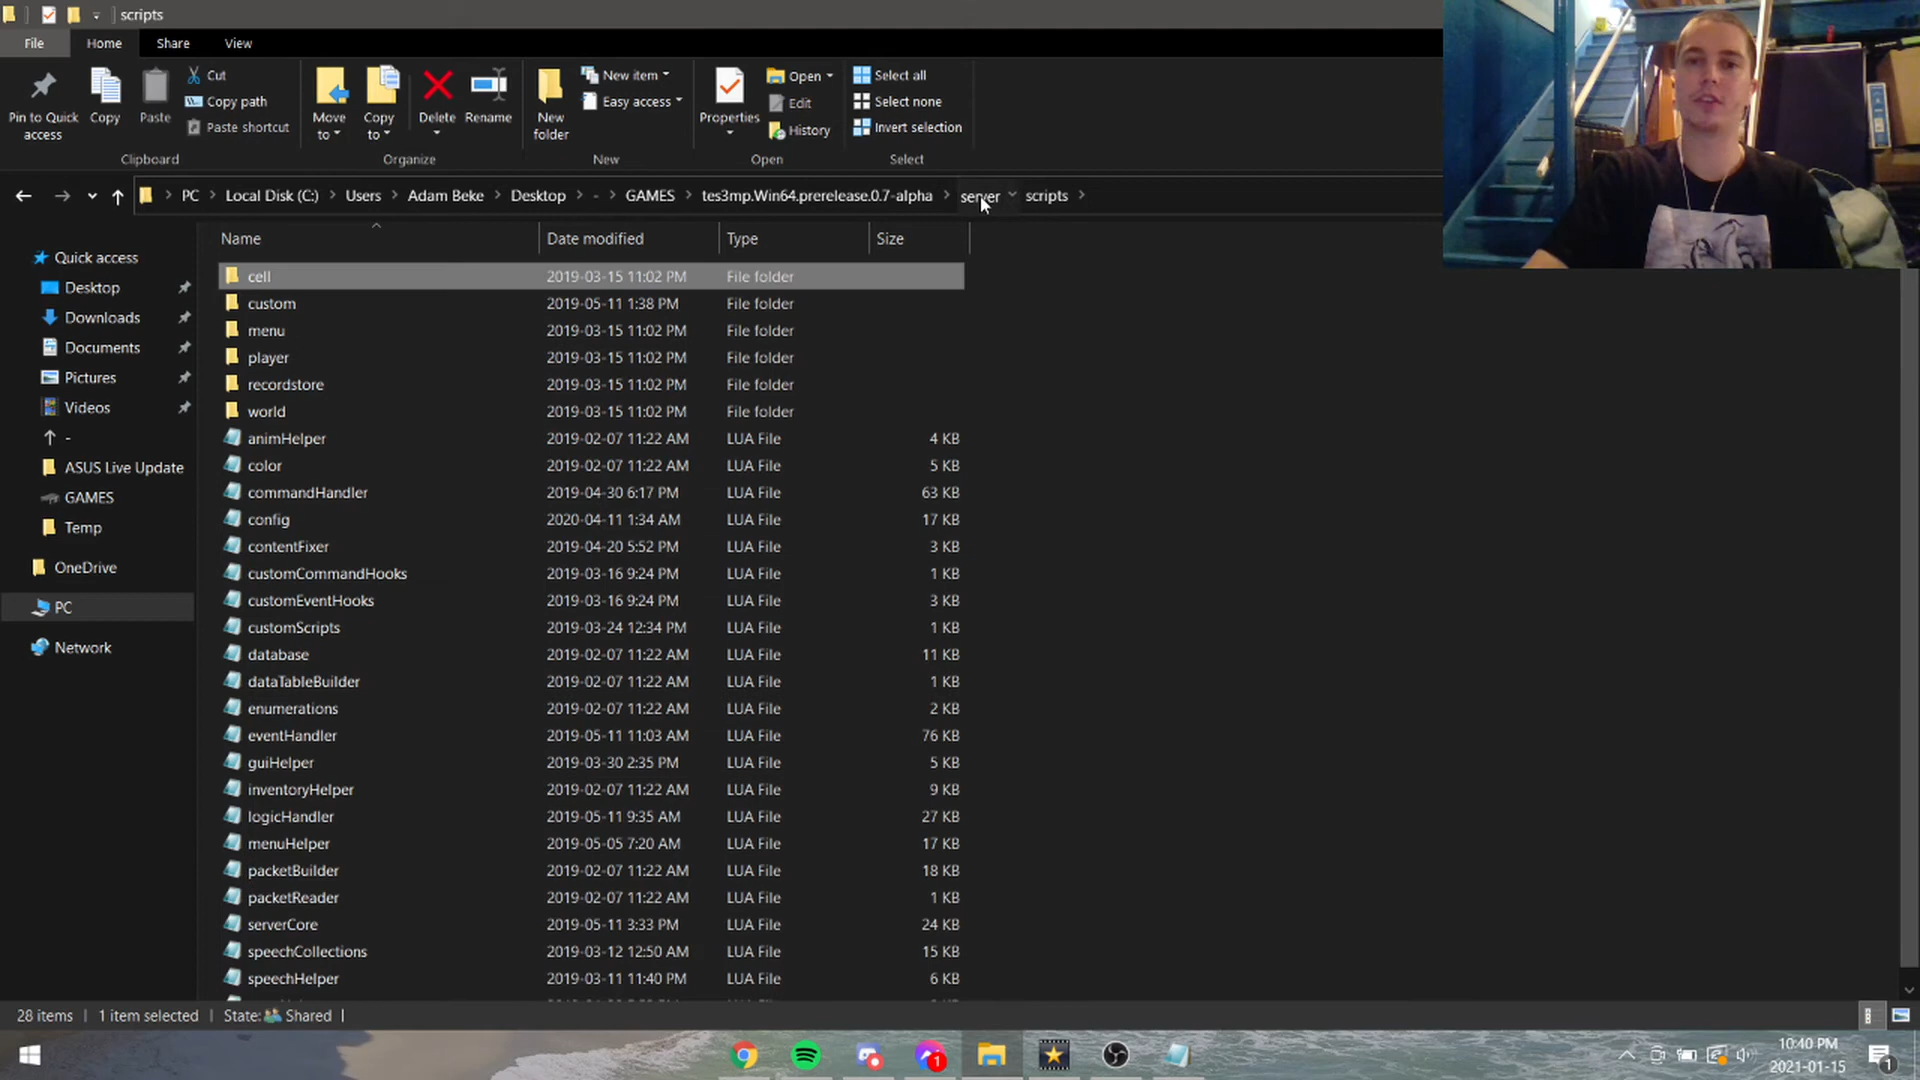 scripts
File Home Share View
Pin to Quick access
Copy
Paste
Cut
Copy path
Paste shortcut
Clipboard
Move to
Copy to
Delete
Rename
Organize
New folder
New item
Easy access
New
Properties
Open
Edit
History
Open
Select all
Select none
Invert selection
Select
PC Local Disk (C:) Users Adam Beke Desktop - GAMES tes3mp.Win64.prerelease.0.7-alpha server scripts
Quick access
Desktop
Downloads
Documents
Pictures
Videos
-
ASUS Live Update
GAMES
Temp
OneDrive
PC
Network
Name Date modified Type Size
cell 2019-03-15 11:02 PM File folder
custom 2019-05-11 1:38 PM File folder
menu 2019-03-15 11:02 PM File folder
player 2019-03-15 11:02 PM File folder
recordstore 2019-03-15 11:02 PM File folder
world 2019-03-15 11:02 PM File folder
animHelper 2019-02-07 11:22 AM LUA File 4 KB
color 2019-02-07 11:22 AM LUA File 5 KB
commandHandler 2019-04-30 6:17 PM LUA File 63 KB
config 2020-04-11 1:34 AM LUA File 17 KB
contentFixer 2019-04-20 5:52 PM LUA File 3 KB
customCommandHooks 2019-03-16 9:24 PM LUA File 1 KB
customEventHooks 2019-03-16 9:24 PM LUA File 3 KB
customScripts 2019-03-24 12:34 PM LUA File 1 KB
database 2019-02-07 11:22 AM LUA File 11 KB
dataTableBuilder 2019-02-07 11:22 AM LUA File 1 KB
enumerations 2019-02-07 11:22 AM LUA File 2 KB
eventHandler 2019-05-11 11:03 AM LUA File 76 KB
guiHelper 2019-03-30 2:35 PM LUA File 5 KB
inventoryHelper 2019-02-07 11:22 AM LUA File 9 KB
logicHandler 2019-05-11 9:35 AM LUA File 27 KB
menuHelper 2019-05-05 7:20 AM LUA File 17 KB
packetBuilder 2019-02-07 11:22 AM LUA File 18 KB
packetReader 2019-02-07 11:22 AM LUA File 1 KB
serverCore 2019-05-11 3:33 PM LUA File 24 KB
speechCollections 2019-03-12 12:50 AM LUA File 15 KB
speechHelper 2019-03-11 11:40 PM LUA File 6 KB
28 items 1 item selected State: Shared
1
10:40 PM
2021-01-15
1